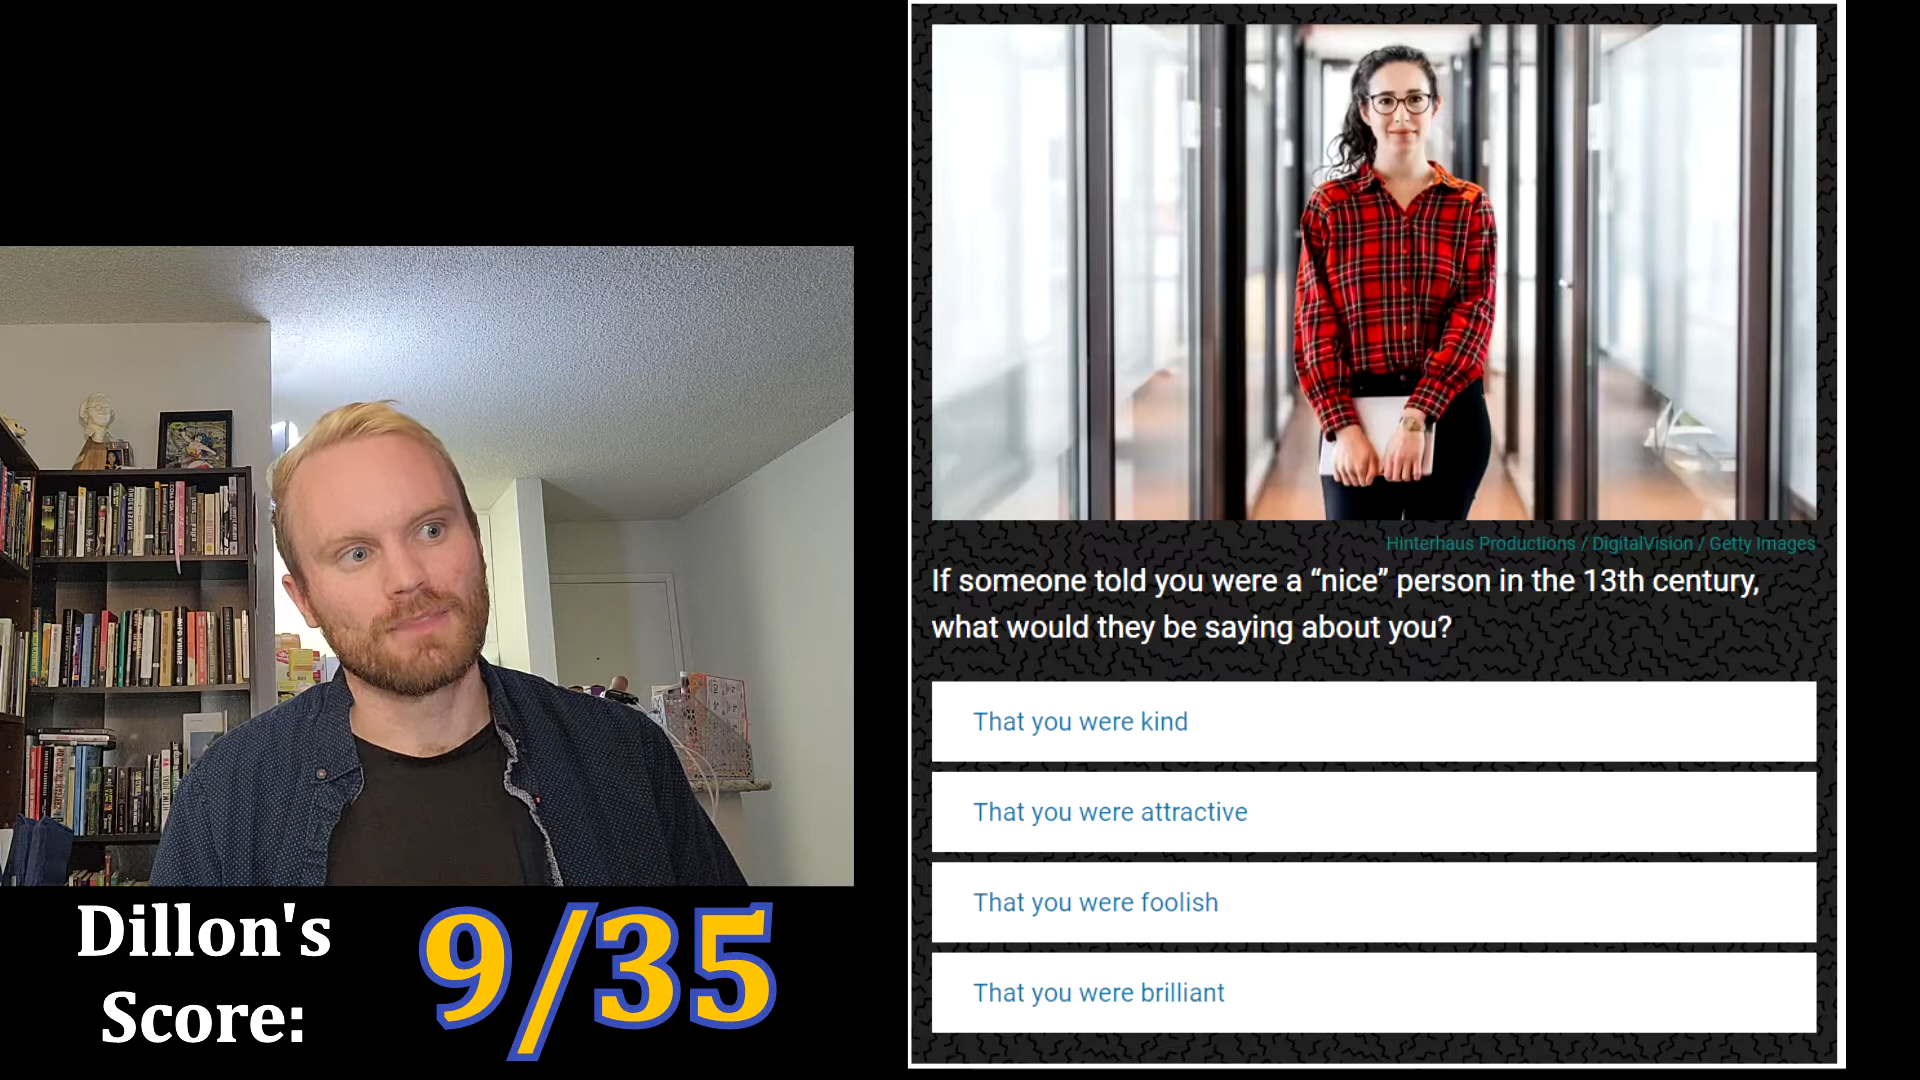 Hinterhaus Productions / DigitalVision / Getty Images
If someone told you were a “nice” person in the 13th century,
what would they be saying about you?
That you were kind
That you were attractive
That you were foolish
That you were brilliant
Dillon's
Score:
9/35